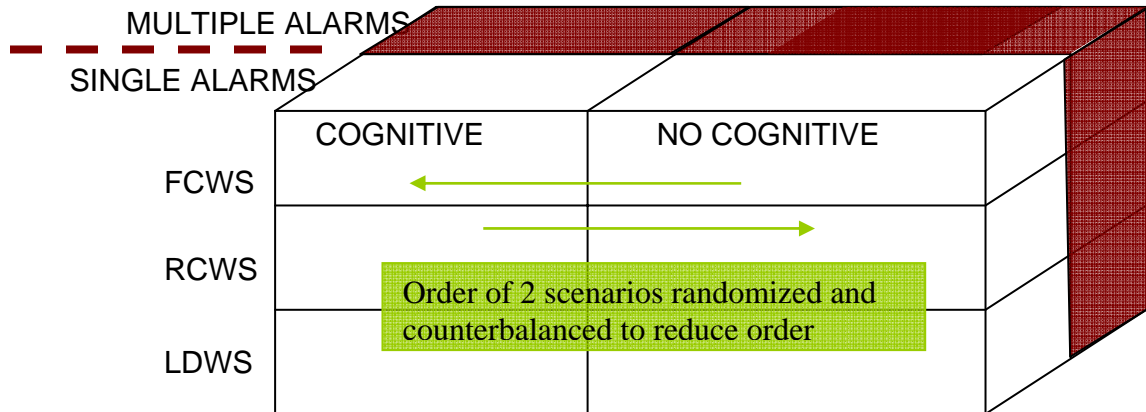 MULTIPLE ALARMS
SINGLE ALARMS
COGNITIVE
NO COGNITIVE
FCWS
RCWS
Order of 2 scenarios randomized and
counterbalanced to reduce order
LDWS